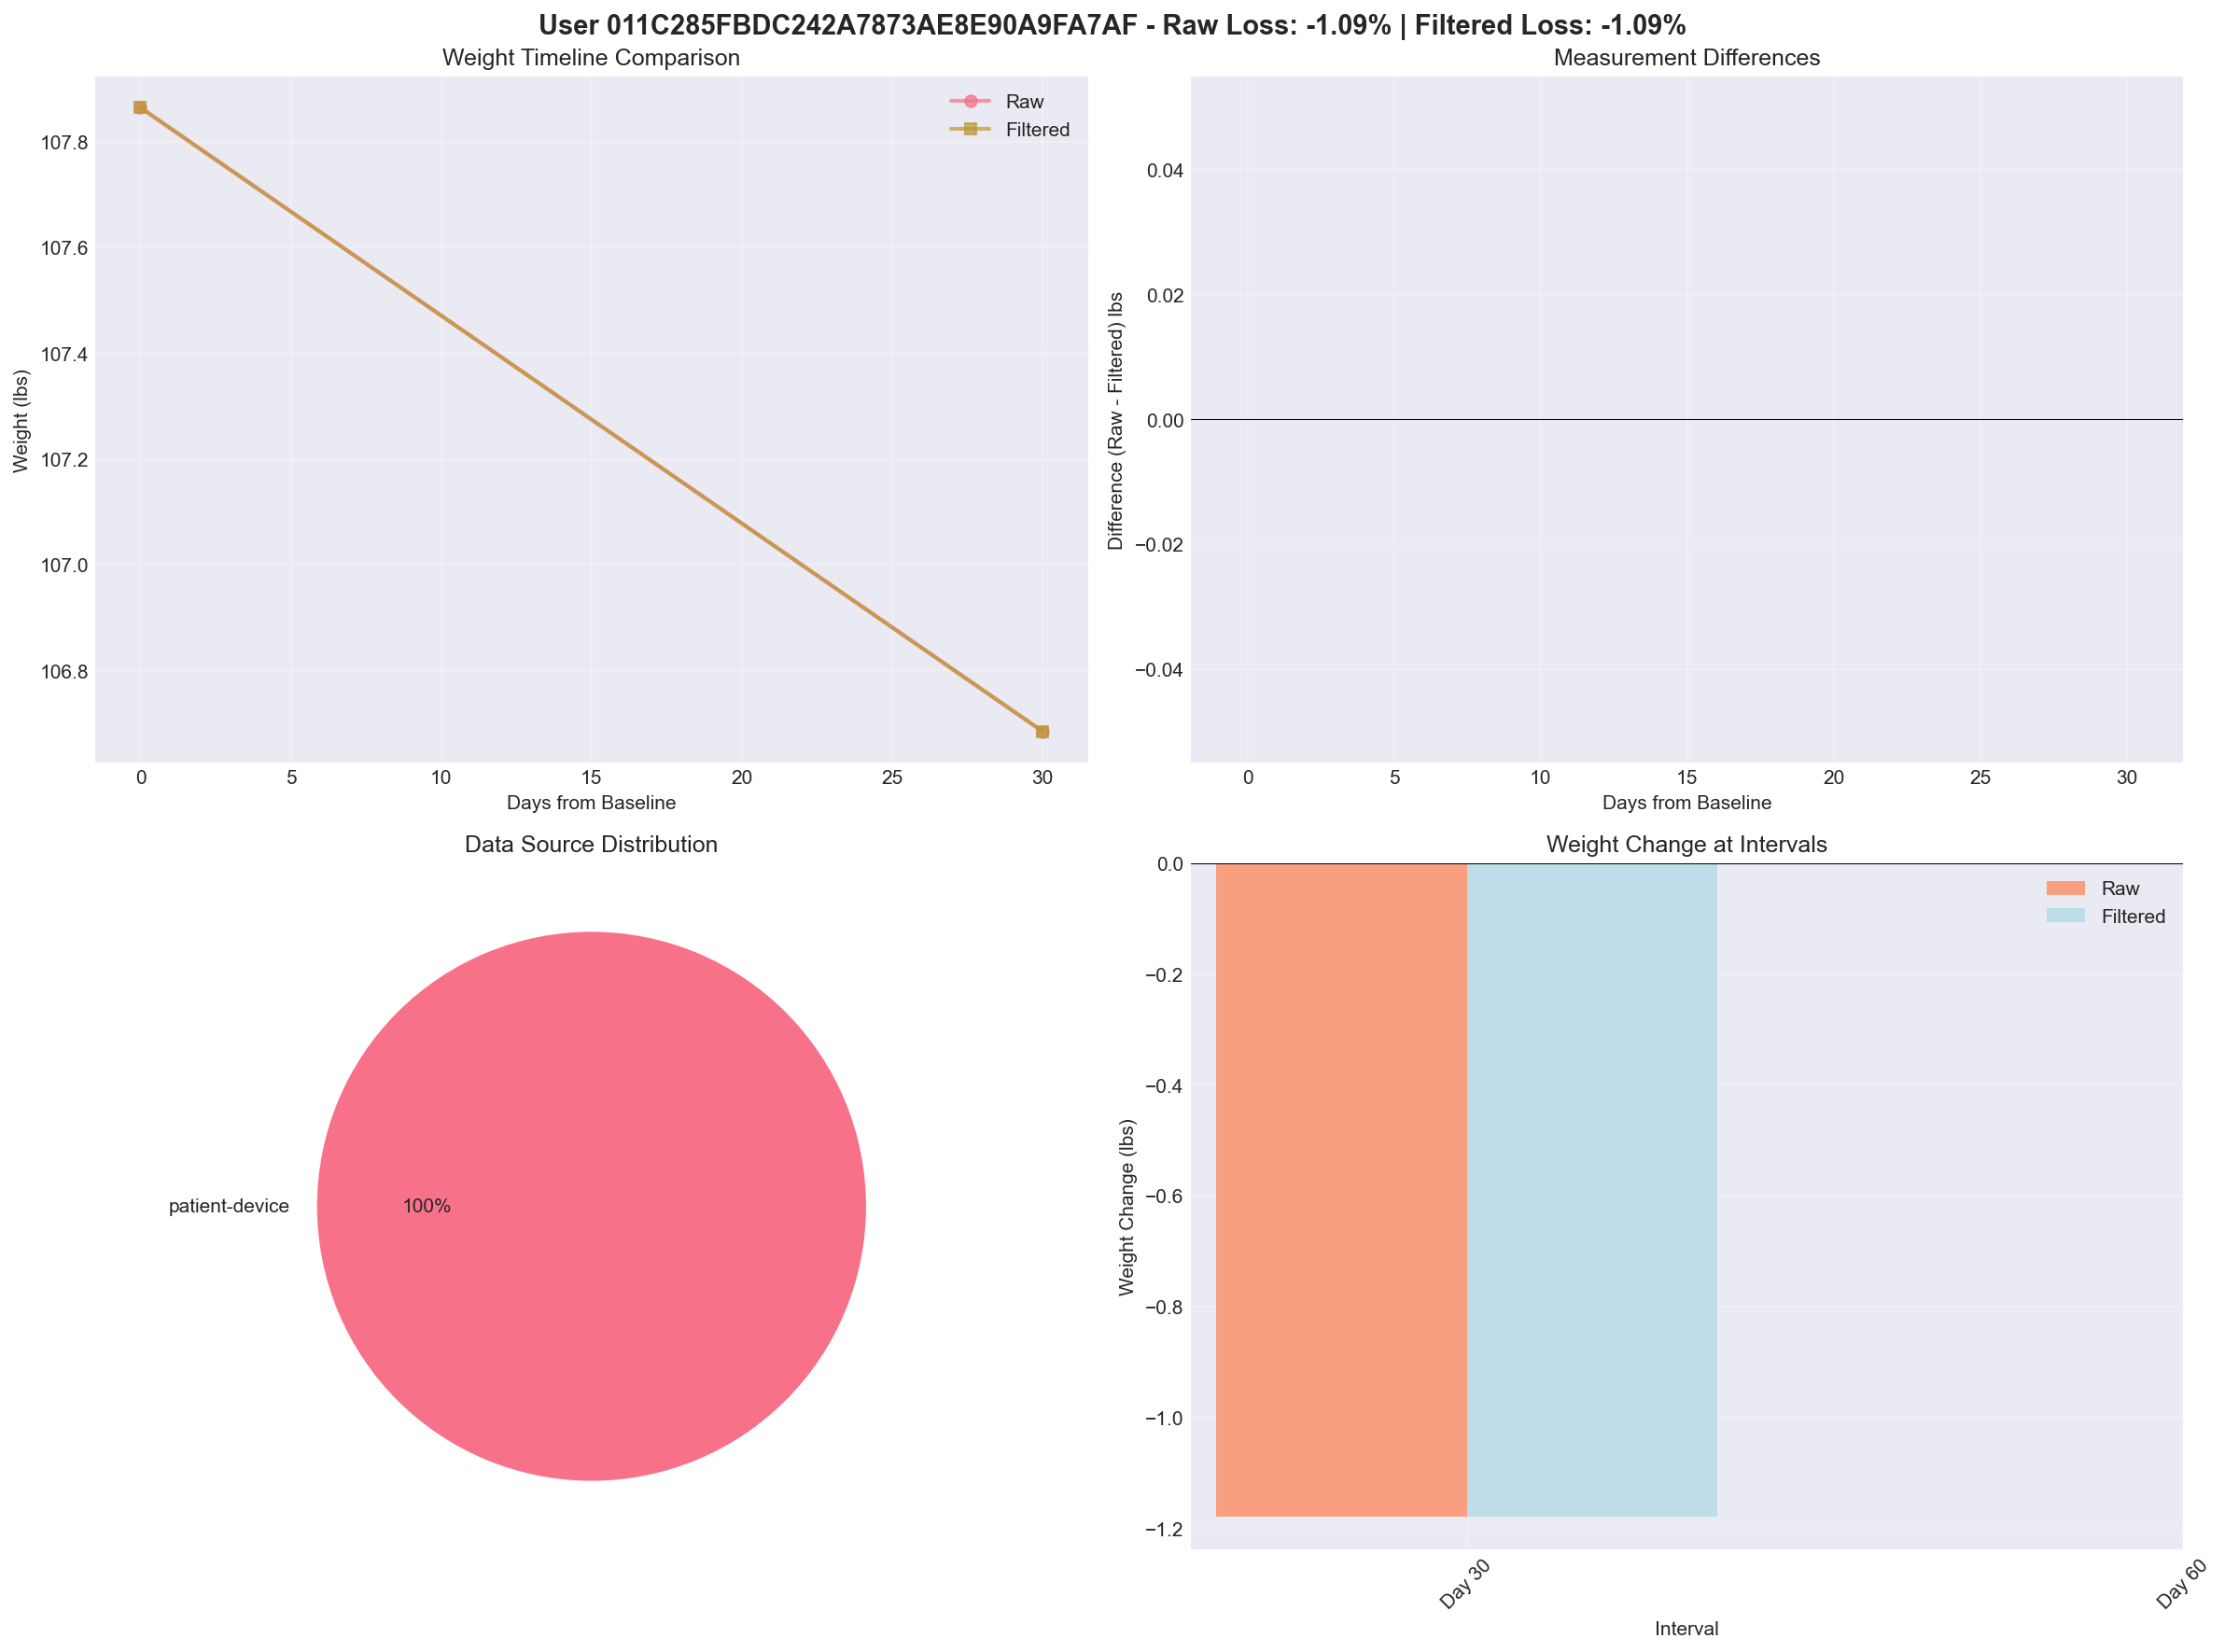 User 011C285FBDC242A7873AE8E90A9FA7AF - Raw Loss: -1.09% | Filtered Loss: -1.09%
Weight Timeline Comparison
Raw
Filtered
107.8
107.6
107.4
107.2
107.0
106.8
Weight (lbs)
0 5 10 15 20 25 30
Days from Baseline
Measurement Differences
0.04
0.02
0.00
−0.02
−0.04
Difference (Raw - Filtered) lbs
0 5 10 15 20 25 30
Days from Baseline
Data Source Distribution
patient-device
100%
Weight Change at Intervals
Raw
Filtered
0.0
−0.2
−0.4
−0.6
−0.8
−1.0
−1.2
Weight Change (lbs)
Day 30
Day 60
Interval